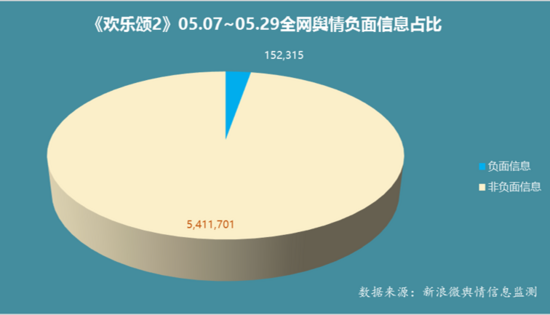 《欢乐颂2》05.07~05.29全网舆情负面信息占比
152,315
负面信息
非负面信息
5,411,701
数据来源：新浪微舆情信息监测